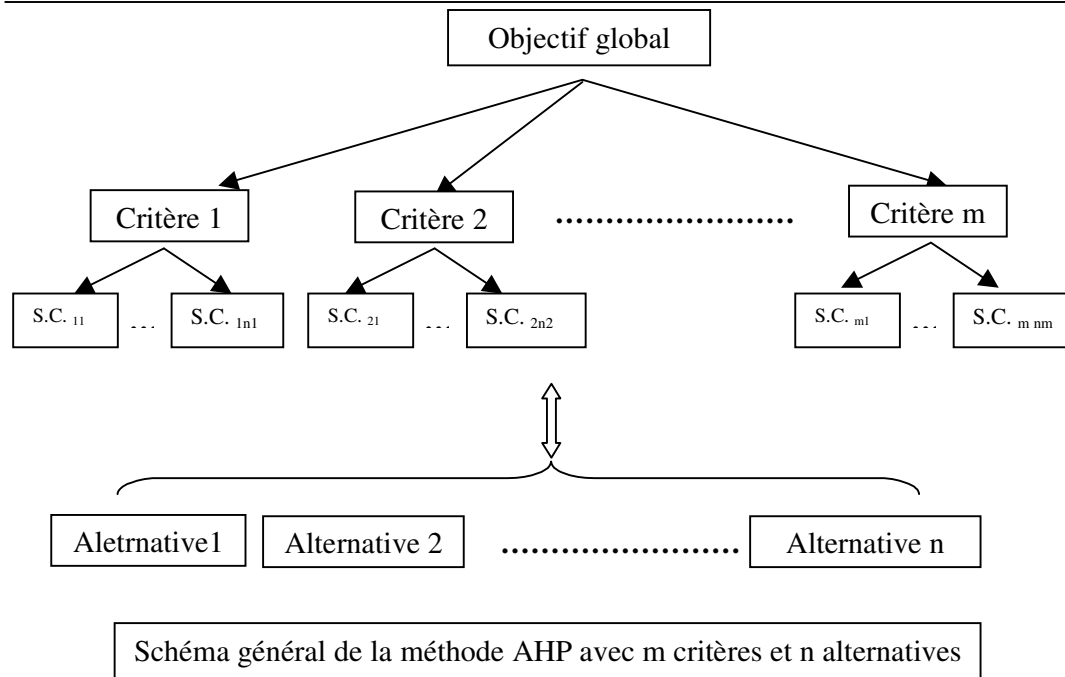 Objectif global
Critère 1 Critère 2 ........................ Critère m
S.C. 11 ... S.C. 1n1 S.C. 21 ... S.C. 2n2 S.C. m1 ... S.C. m nm
Aletrnative1 Alternative 2 ........................ Alternative n
Schéma général de la méthode AHP avec m critères et n alternatives